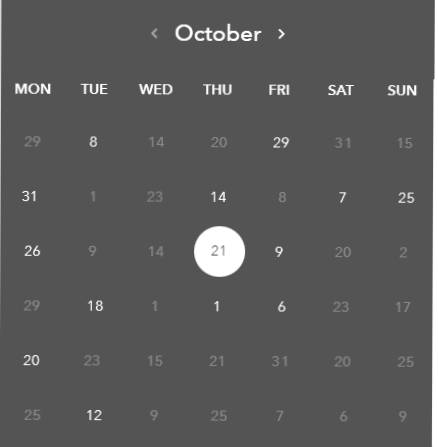 ‹ October ›
MON TUE WED THU FRI SAT SUN
29 8 14 20 29 31 15
31 1 23 14 8 7 25
26 9 14 21 9 20 2
29 18 1 1 6 23 17
20 23 15 21 31 20 25
25 12 9 25 7 6 9